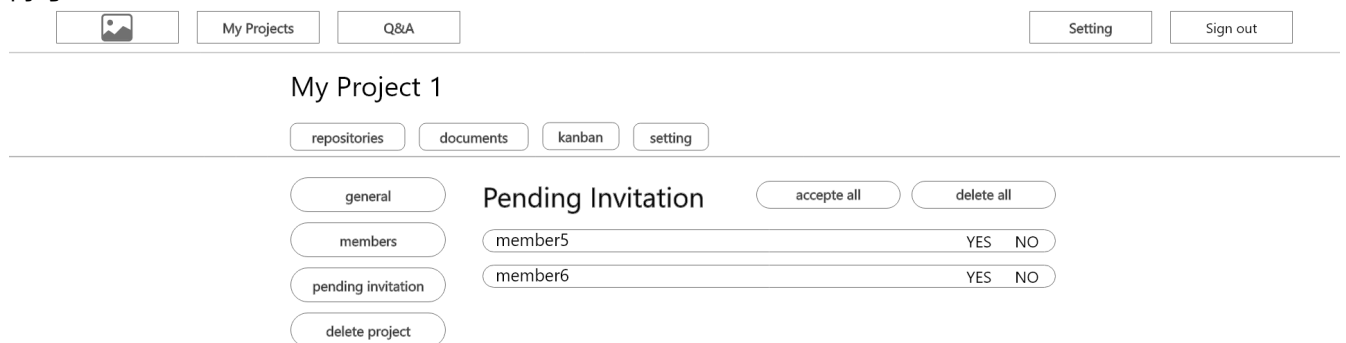 My Projects Q&A Setting Sign out
My Project 1
repositories documents kanban setting
general
members
pending invitation
delete project
Pending Invitation accepte all delete all
member5 YES NO
member6 YES NO